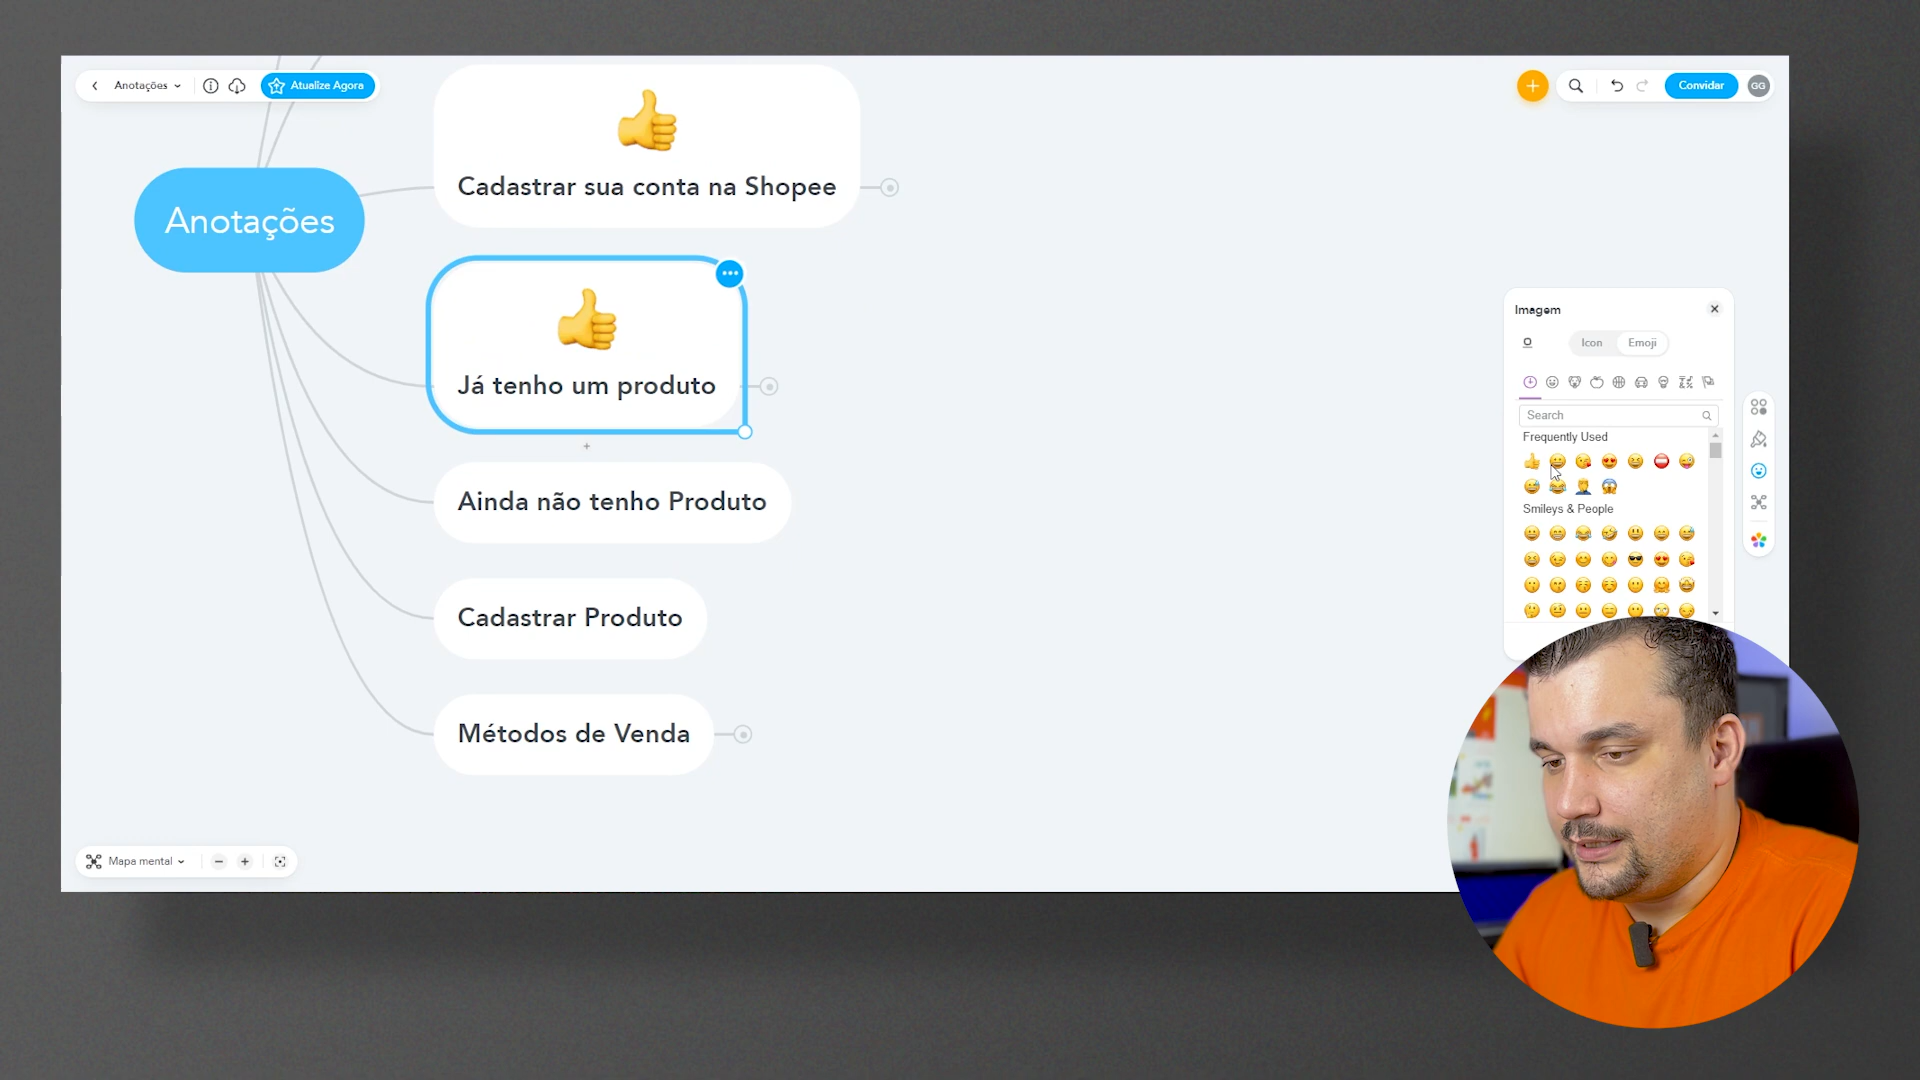 Anotações
Atualize Agora
Convidar
GG
Cadastrar sua conta na Shopee
Anotações
Já tenho um produto
Ainda não tenho Produto
Cadastrar Produto
Métodos de Venda
Imagem
Icon
Emoji
Search
Frequently Used
Smileys & People
Mapa mental